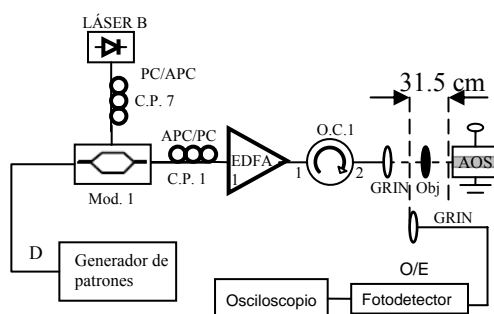 LÁSER B
PC/APC
C.P. 7
31.5 cm
APC/PC
O.C.1
EDFA
1
1
2
C.P. 1
GRIN
Obj
AOS
Mod. 1
GRIN
D
Generador de
patrones
O/E
Osciloscopio
Fotodetector